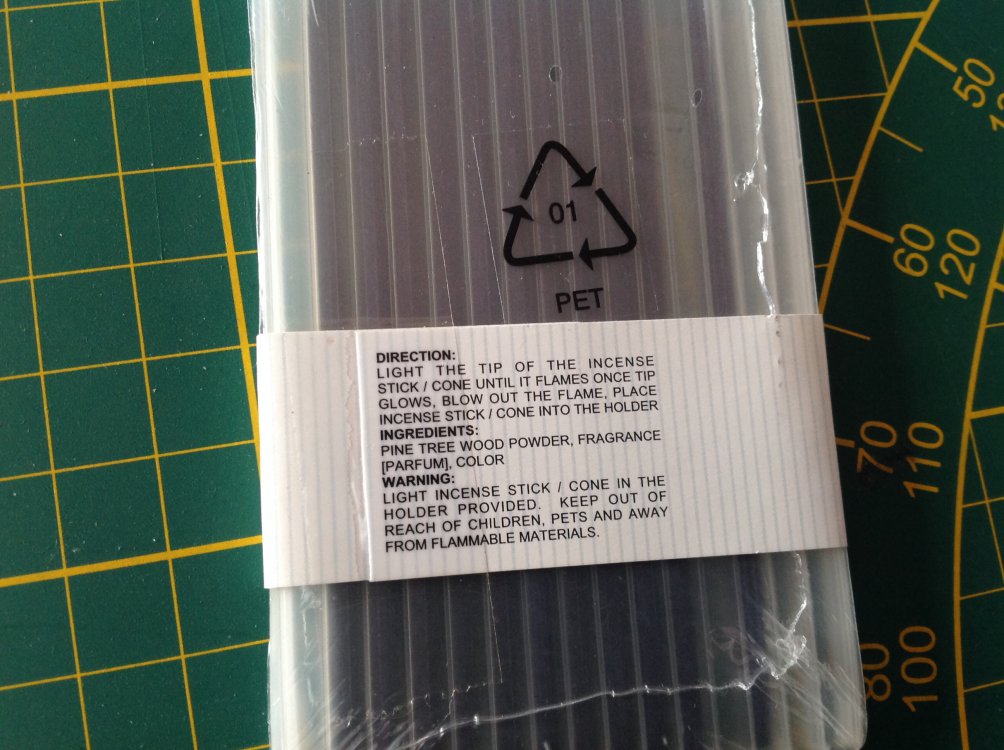 01
PET
DIRECTION:
LIGHT THE TIP OF THE INCENSE
STICK / CONE UNTIL IT FLAMES ONCE TIP
GLOWS, BLOW OUT THE FLAME, PLACE
INCENSE STICK / CONE INTO THE HOLDER
INGREDIENTS:
PINE TREE WOOD POWDER, FRAGRANCE
[PARFUM], COLOR
WARNING:
LIGHT INCENSE STICK / CONE IN THE
HOLDER PROVIDED. KEEP OUT OF
REACH OF CHILDREN, PETS AND AWAY
FROM FLAMMABLE MATERIALS.
50
60
120
70
110
80
100